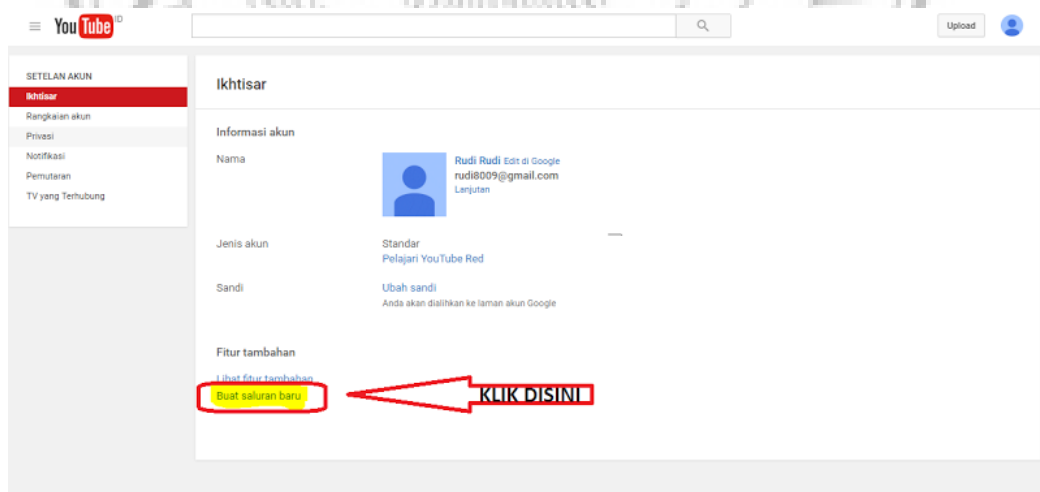 YouTube ID
Upload
SETELAN AKUN
Ikhtisar
Rangkaian akun
Privasi
Notifikasi
Pemutaran
TV yang Terhubung
Ikhtisar
Informasi akun
Nama
Rudi Rudi Edit di Google
rudi8009@gmail.com
Lanjutan
Jenis akun
Standar
Pelajari YouTube Red
Sandi
Ubah sandi
Anda akan dialihkan ke laman akun Google
Fitur tambahan
Lihat fitur tambahan
Buat saluran baru
KLIK DISINI